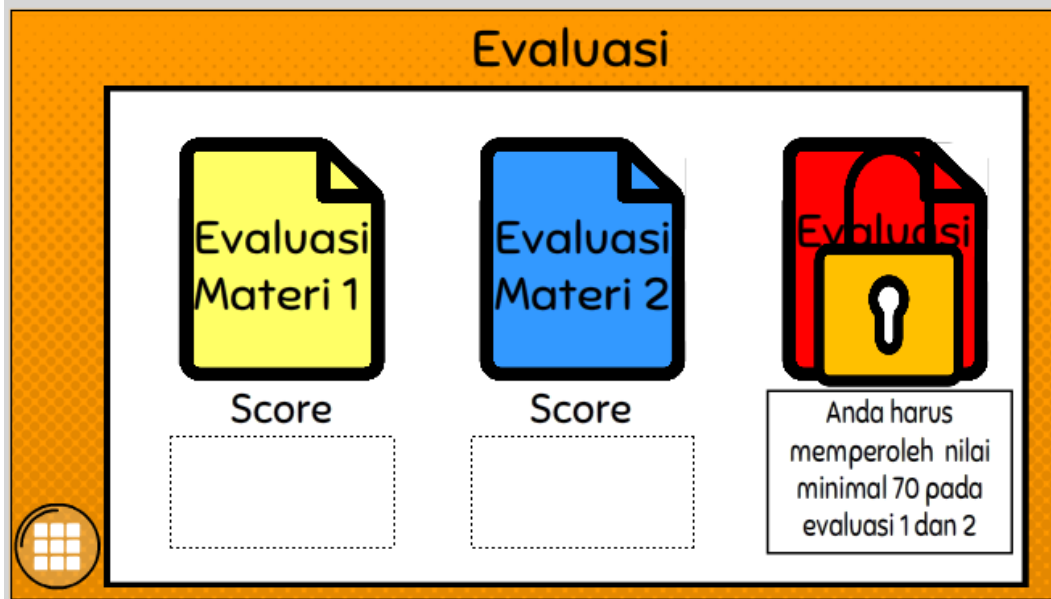 Evaluasi
Evaluasi
Materi 1
Evaluasi
Materi 2
Evaluasi
Score
Score
Anda harus
memperoleh nilai
minimal 70 pada
evaluasi 1 dan 2